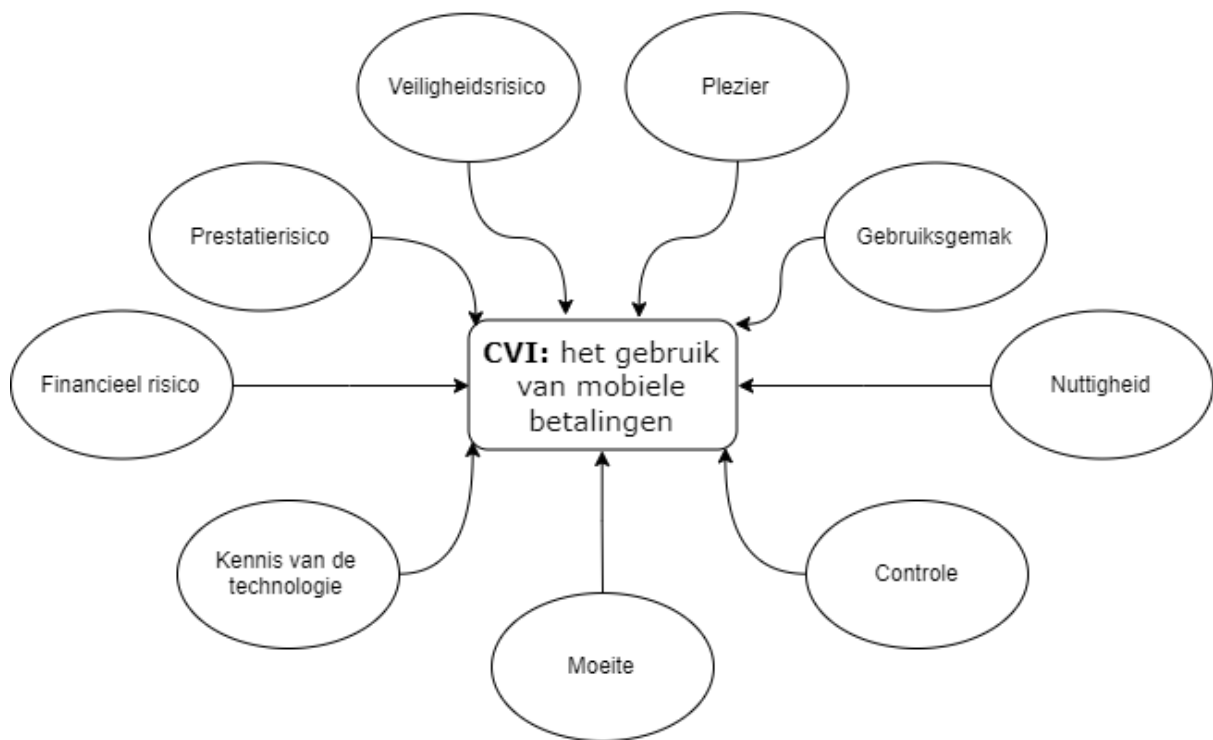 Veiligheidsrisico
Plezier
Prestatierisico
Gebruiksgemak
CVI: het gebruik
van mobiele
betalingen
Financieel risico
Nuttigheid
Kennis van de
technologie
Controle
Moeite